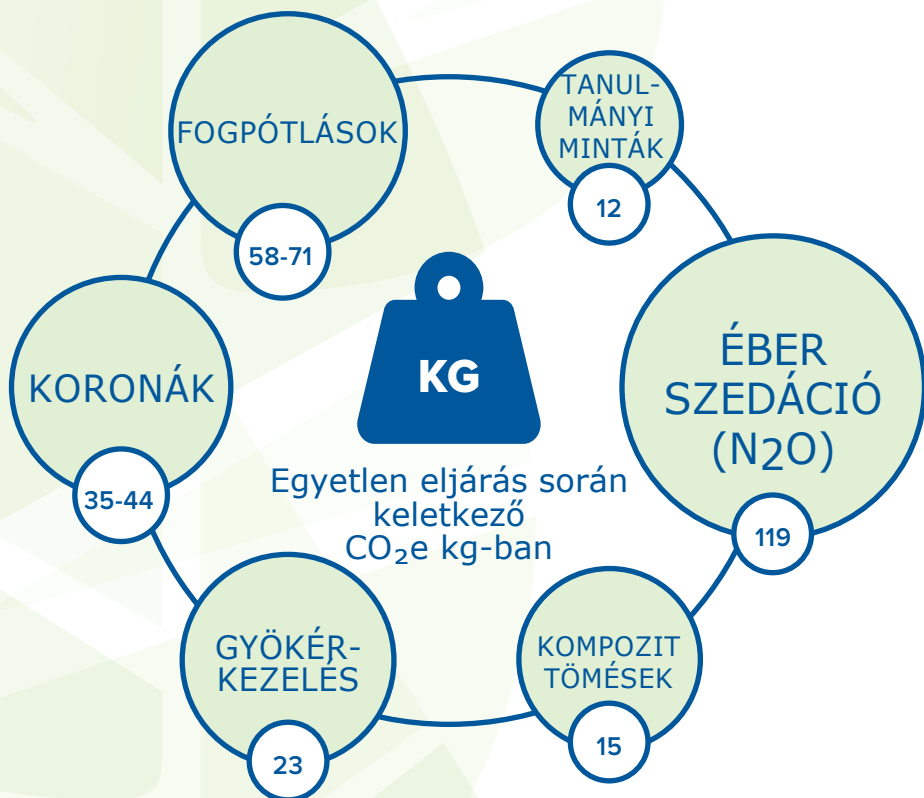 FOGPÓTLÁSOK
58-71
TANUL-
MÁNYI
MINTÁK
12
KORONÁK
35-44
KG
Egyetlen eljárás során
keletkező
CO₂e kg-ban
ÉBER
SZEDÁCIÓ
(N2O)
119
GYÖKÉR-
KEZELÉS
23
KOMPOZIT
TÖMÉSEK
15